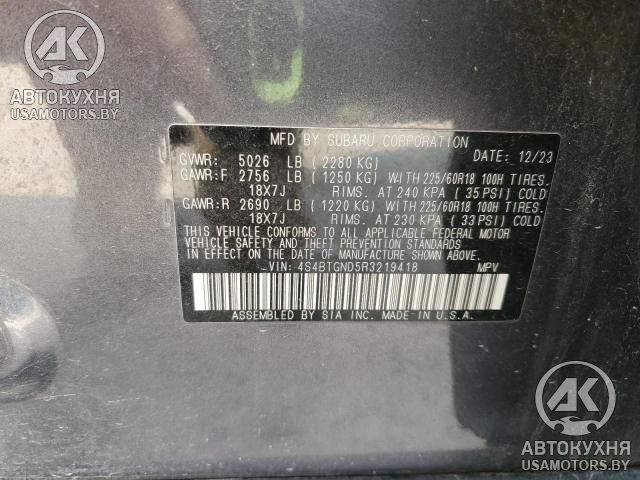 АК
АВТОКУХНЯ
USAMOTORS.BY
MFD BY SUBARU CORPORATION
GVWR: 5026 LB (2280 KG) DATE: 12/23
GAWR:F 2756 LB (1250 KG) WITH 225/60R18 100H TIRES.
18X7J RIMS. AT 240 KPA (35 PSI) COLD
GAWR:R 2690 LB (1220 KG) WITH 225/60R18 100H TIRES.
18X7J RIMS. AT 230 KPA (33 PSI) COLD
THIS VEHICLE CONFORMS TO ALL APPLICABLE FEDERAL MOTOR
VEHICLE SAFETY, BUMPER, AND THEFT PREVENTION STANDARDS
IN EFFECT ON THE DATE OF MANUFACTURE SHOWN ABOVE.
VIN: 4S4BTGND5R3219418 MPV
ASSEMBLED BY SIA INC. MADE IN U.S.A.
АК
АВТОКУХНЯ
USAMOTORS.BY